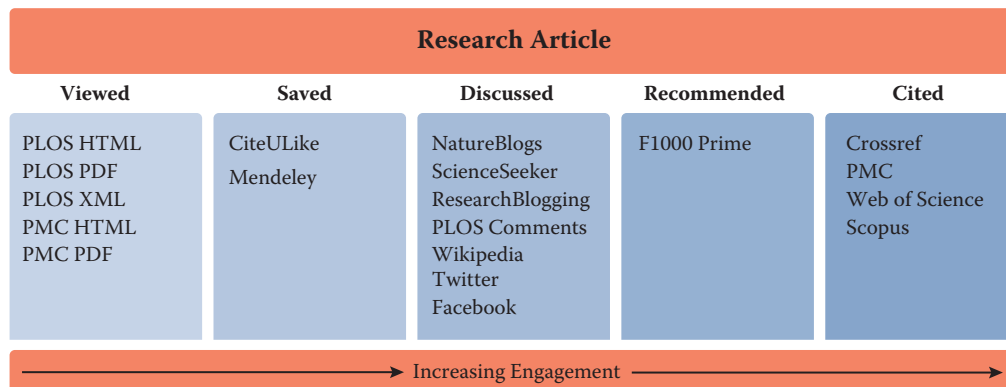 Research Article
Viewed
PLOS HTML
PLOS PDF
PLOS XML
PMC HTML
PMC PDF
Saved
CiteULike
Mendeley
Discussed
NatureBlogs
ScienceSeeker
ResearchBlogging
PLOS Comments
Wikipedia
Twitter
Facebook
Recommended
F1000 Prime
Cited
Crossref
PMC
Web of Science
Scopus
Increasing Engagement